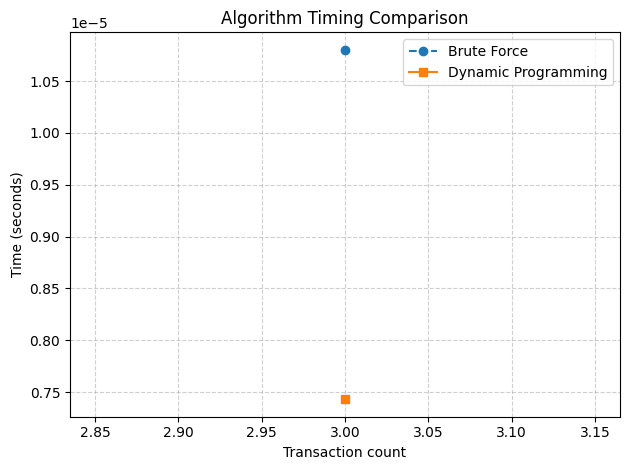 Algorithm Timing Comparison
1e−5
Brute Force
Dynamic Programming
1.05
1.00
0.95
0.90
0.85
0.80
0.75
Time (seconds)
2.85 2.90 2.95 3.00 3.05 3.10 3.15
Transaction count